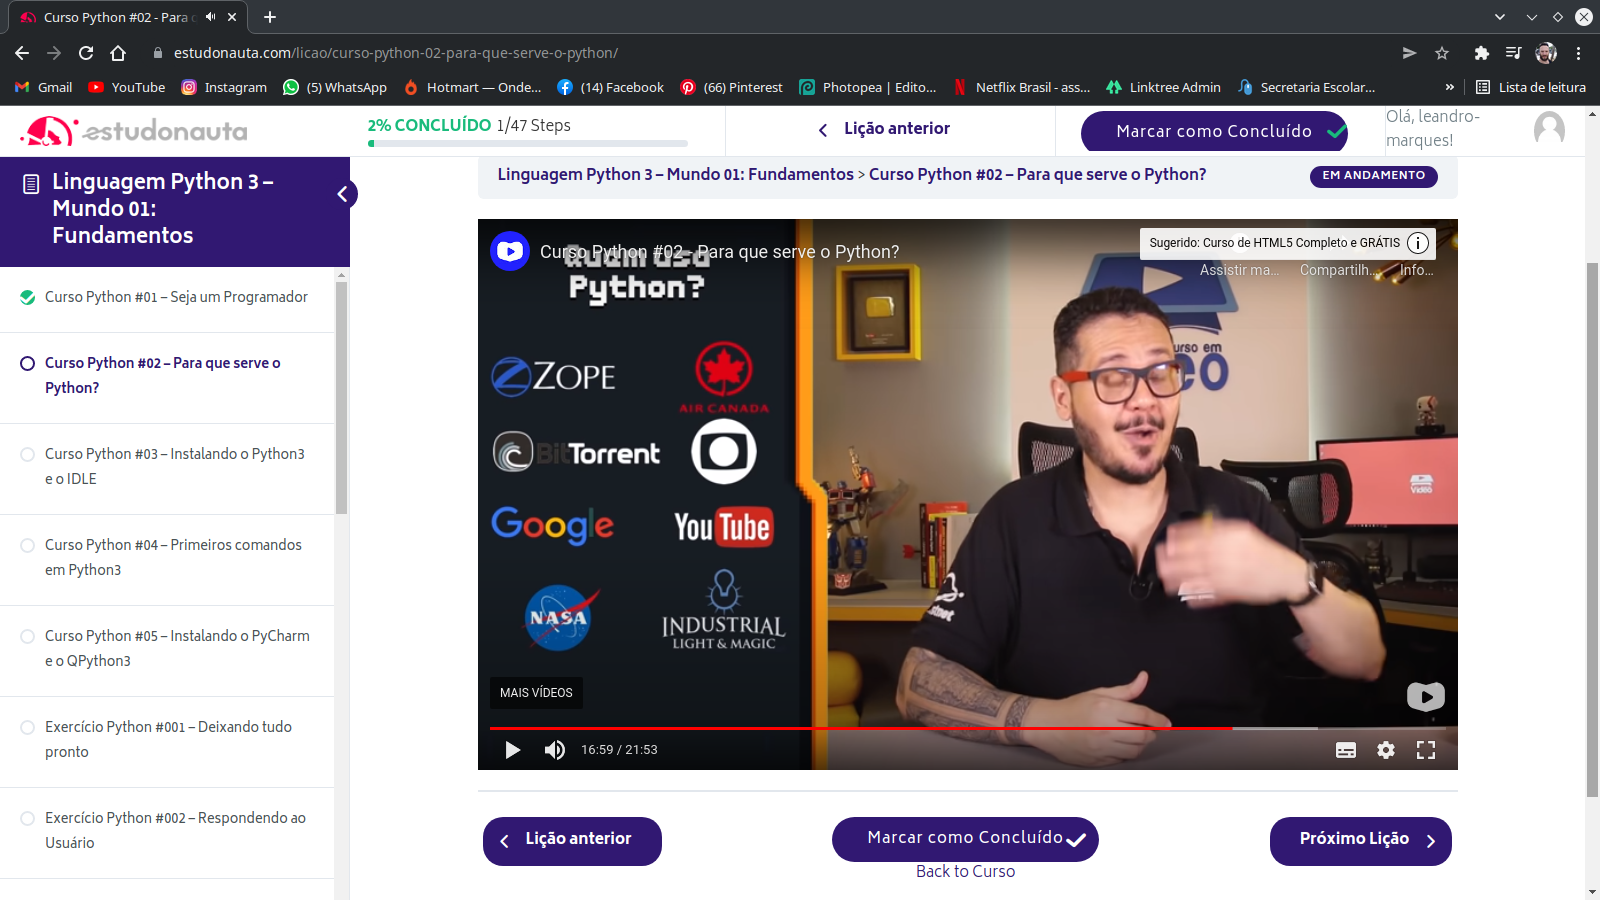 Curso Python #02 - Para q
estudonauta.com/licao/curso-python-02-para-que-serve-o-python/
Gmail
YouTube
Instagram
(5) WhatsApp
Hotmart — Onde...
(14) Facebook
(66) Pinterest
Photopea | Edito...
Netflix Brasil - ass...
Linktree Admin
Secretaria Escolar...
»
Lista de leitura
estudonauta
2% CONCLUÍDO 1/47 Steps
Lição anterior
Marcar como Concluído
Olá, leandro-
marques!
Linguagem Python 3 –
Mundo 01:
Fundamentos
Curso Python #01 – Seja um Programador
Curso Python #02 – Para que serve o
Python?
Curso Python #03 – Instalando o Python3
e o IDLE
Curso Python #04 – Primeiros comandos
em Python3
Curso Python #05 – Instalando o PyCharm
e o QPython3
Exercício Python #001 – Deixando tudo
pronto
Exercício Python #002 – Respondendo ao
Usuário
Linguagem Python 3 – Mundo 01: Fundamentos > Curso Python #02 – Para que serve o Python?
EM ANDAMENTO
Curso Python #02 - Para que serve o Python?
Sugerido: Curso de HTML5 Completo e GRÁTIS
Assistir ma...
Compartilh...
Info...
Quem usa
Python?
ZOPE
AIR CANADA
BitTorrent
Google
YouTube
NASA
INDUSTRIAL
LIGHT & MAGIC
MAIS VÍDEOS
16:59 / 21:53
Lição anterior
Marcar como Concluído
Próximo Lição
Back to Curso